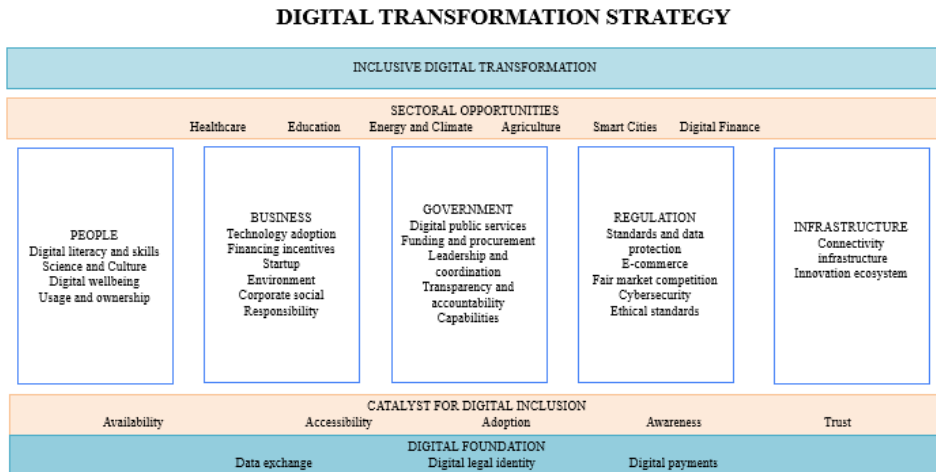 DIGITAL TRANSFORMATION STRATEGY
INCLUSIVE DIGITAL TRANSFORMATION
SECTORAL OPPORTUNITIES
Healthcare Education Energy and Climate Agriculture Smart Cities Digital Finance
PEOPLE
Digital literacy and skills
Science and Culture
Digital wellbeing
Usage and ownership
BUSINESS
Technology adoption
Financing incentives
Startup
Environment
Corporate social
Responsibility
GOVERNMENT
Digital public services
Funding and procurement
Leadership and
coordination
Transparency and
accountability
Capabilities
REGULATION
Standards and data
protection
E-commerce
Fair market competition
Cybersecurity
Ethical standards
INFRASTRUCTURE
Connectivity
infrastructure
Innovation ecosystem
CATALYST FOR DIGITAL INCLUSION
Availability Accessibility Adoption Awareness Trust
DIGITAL FOUNDATION
Data exchange Digital legal identity Digital payments